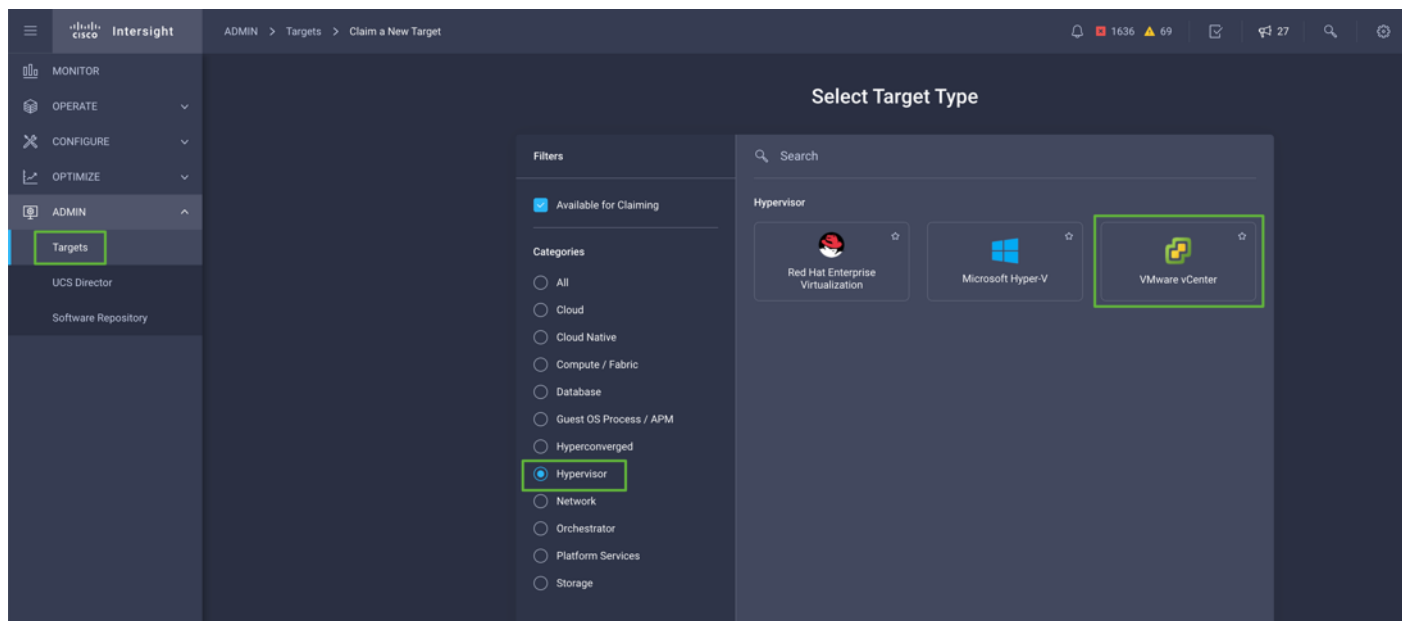 cisco Intersight
ADMIN > Targets > Claim a New Target
1636 69 27
MONITOR
OPERATE
CONFIGURE
OPTIMIZE
ADMIN
Targets
UCS Director
Software Repository
Select Target Type
Filters
Available for Claiming
Categories
All
Cloud
Cloud Native
Compute / Fabric
Database
Guest OS Process / APM
Hyperconverged
Hypervisor
Network
Orchestrator
Platform Services
Storage
Search
Hypervisor
Red Hat Enterprise
Virtualization
Microsoft Hyper-V
VMware vCenter